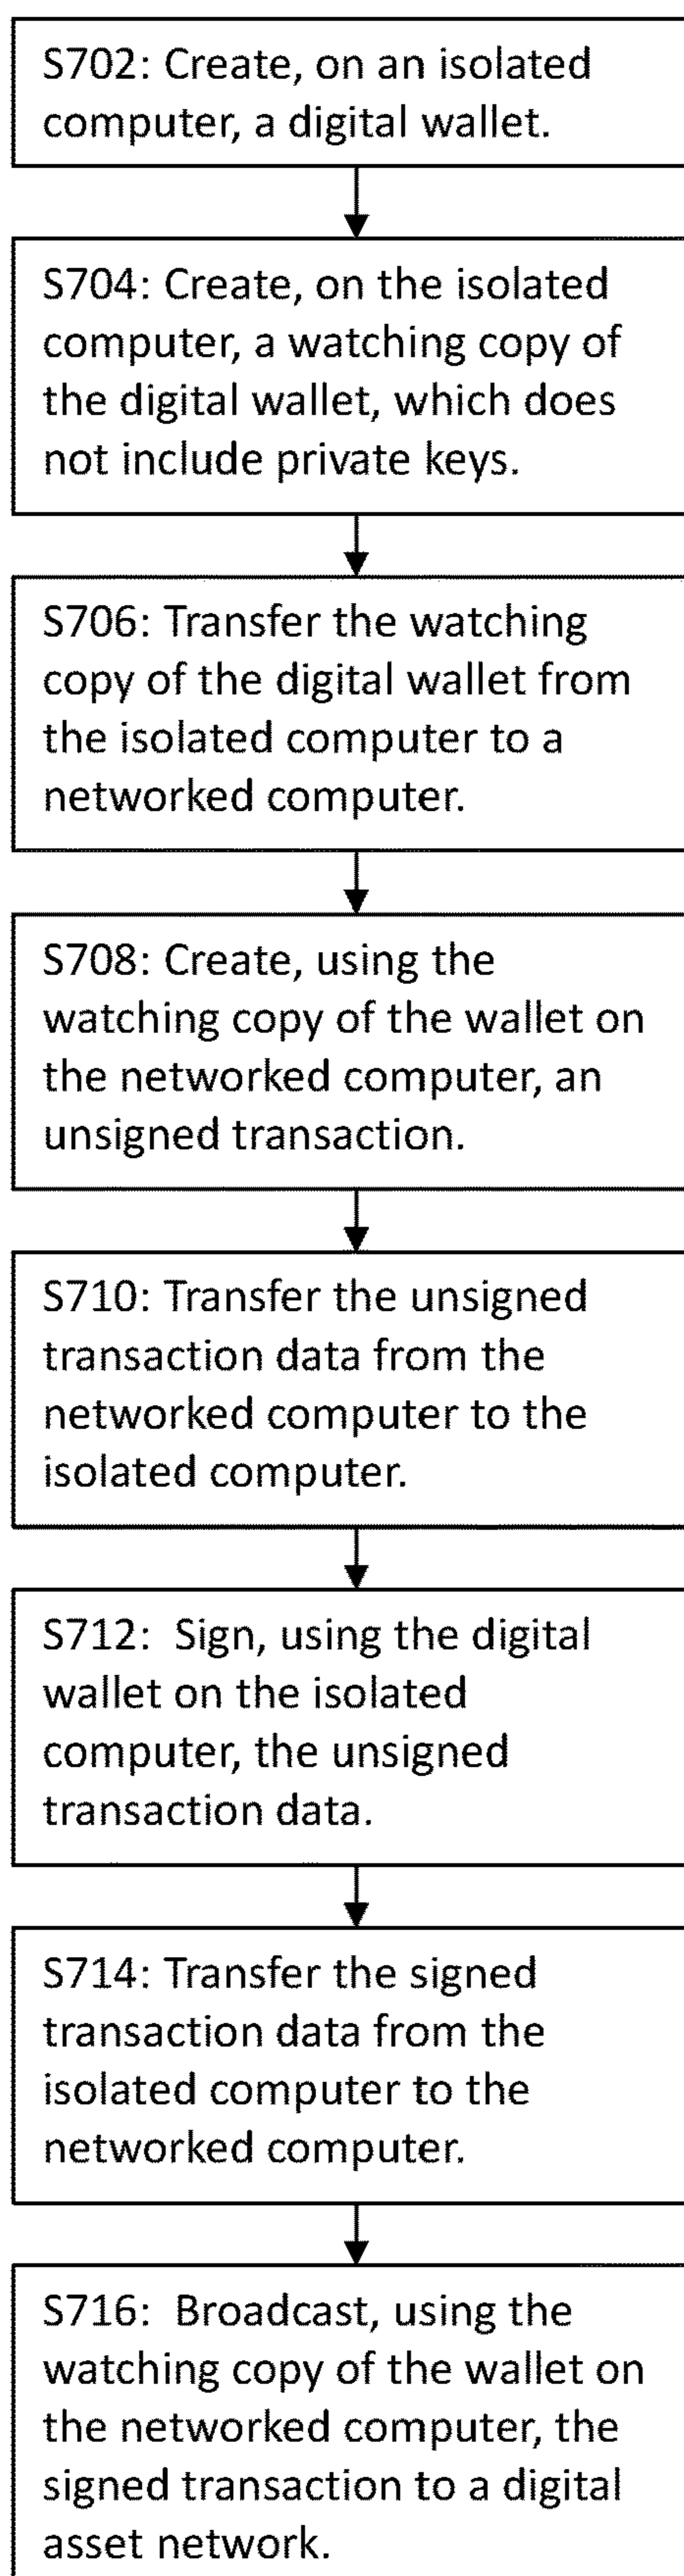 S702: Create, on an isolated
computer, a digital wallet.
S704: Create, on the isolated
computer, a watching copy of
the digital wallet, which does
not include private keys.
S706: Transfer the watching
copy of the digital wallet from
the isolated computer to a
networked computer.
S708: Create, using the
watching copy of the wallet on
the networked computer, an
unsigned transaction.
S710: Transfer the unsigned
transaction data from the
networked computer to the
isolated computer.
S712:  Sign, using the digital
wallet on the isolated
computer, the unsigned
transaction data.
S714: Transfer the signed
transaction data from the
isolated computer to the
networked computer.
S716:  Broadcast, using the
watching copy of the wallet on
the networked computer, the
signed transaction to a digital
asset network.